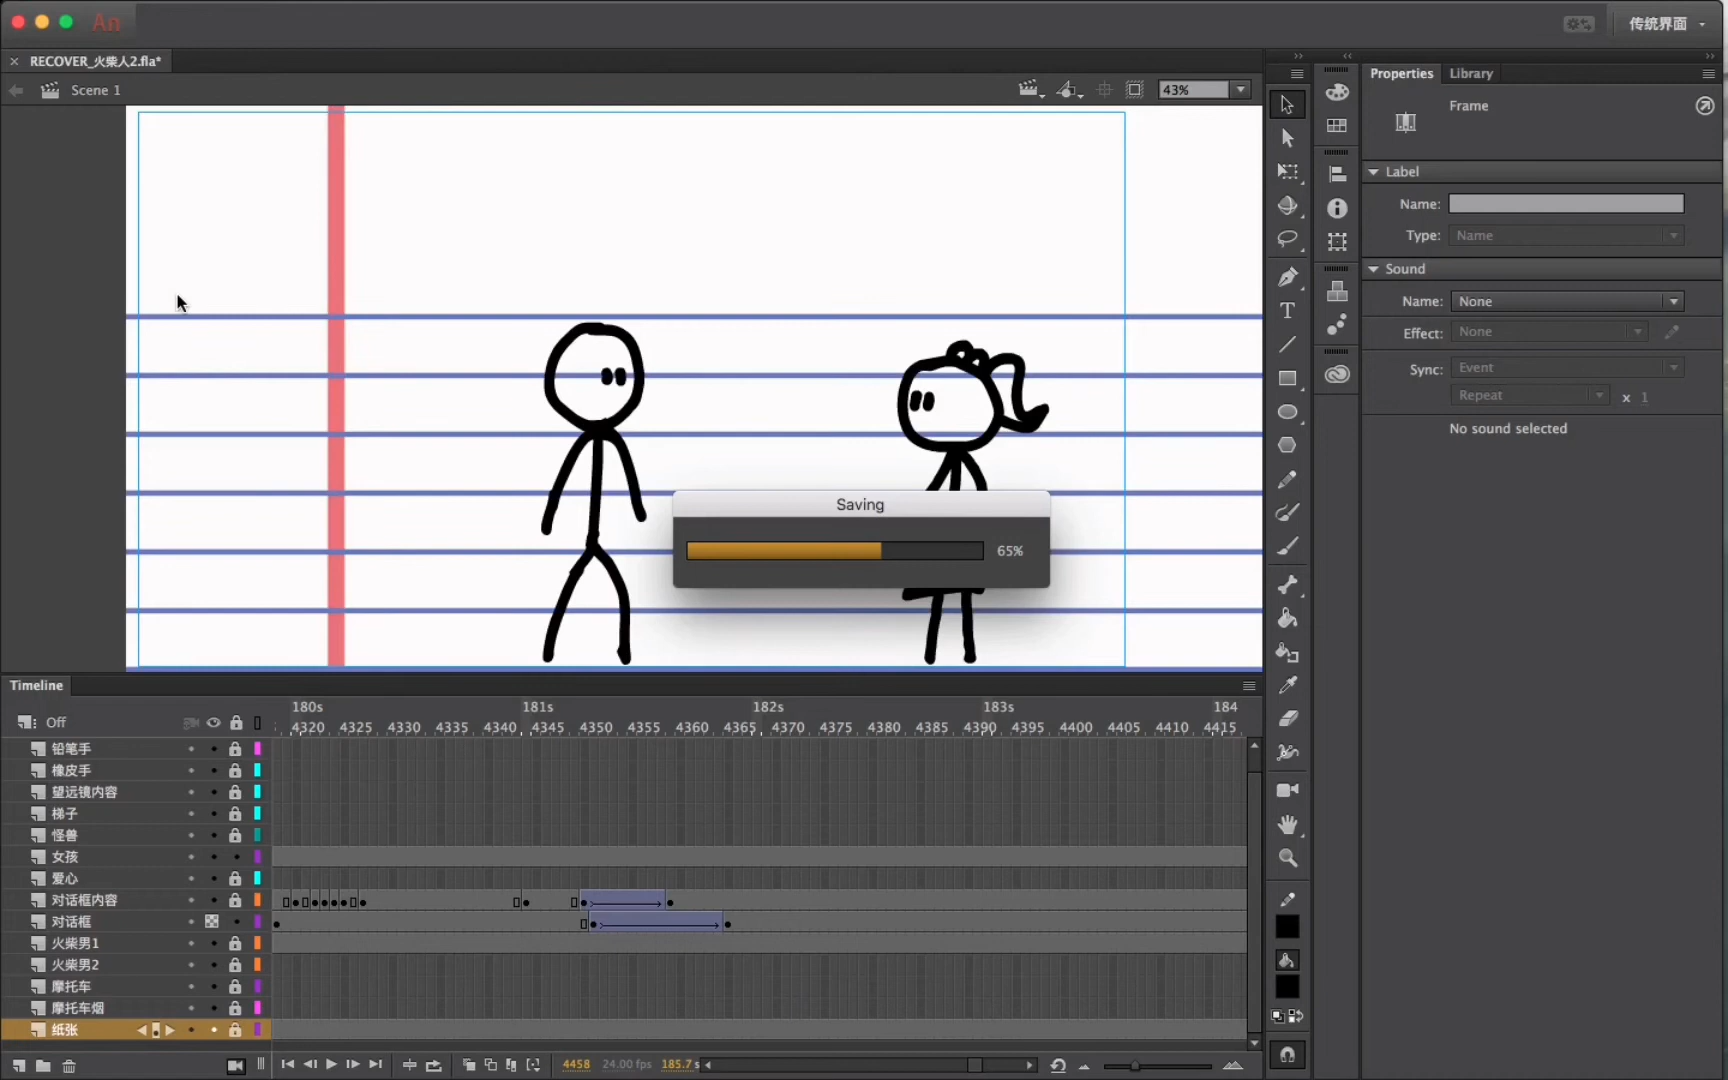 An
传统界面
RECOVER_火柴人2.fla*
Scene 1
43%
Properties Library
Frame
Label
Name:
Type: Name
Sound
Name: None
Effect: None
Sync: Event
Repeat x 1
No sound selected
Saving
65%
Timeline
180s 181s 182s 183s 184
Off
4320 4325 4330 4335 4340 4345 4350 4355 4360 4365 4370 4375 4380 4385 4390 4395 4400 4405 4410 4415
铅笔手
橡皮手
望远镜内容
梯子
怪兽
女孩
爱心
对话框内容
对话框
火柴男1
火柴男2
摩托车
摩托车烟
纸张
4458 24.00 fps 185.7 s